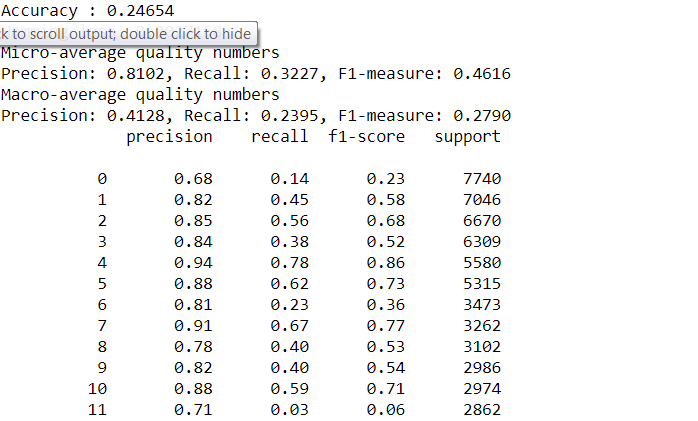 Accuracy : 0.24654
k to scroll output; double click to hide
Micro-average quality numbers
Precision: 0.8102, Recall: 0.3227, F1-measure: 0.4616
Macro-average quality numbers
Precision: 0.4128, Recall: 0.2395, F1-measure: 0.2790
precision recall f1-score support
0 0.68 0.14 0.23 7740
1 0.82 0.45 0.58 7046
2 0.85 0.56 0.68 6670
3 0.84 0.38 0.52 6309
4 0.94 0.78 0.86 5580
5 0.88 0.62 0.73 5315
6 0.81 0.23 0.36 3473
7 0.91 0.67 0.77 3262
8 0.78 0.40 0.53 3102
9 0.82 0.40 0.54 2986
10 0.88 0.59 0.71 2974
11 0.71 0.03 0.06 2862